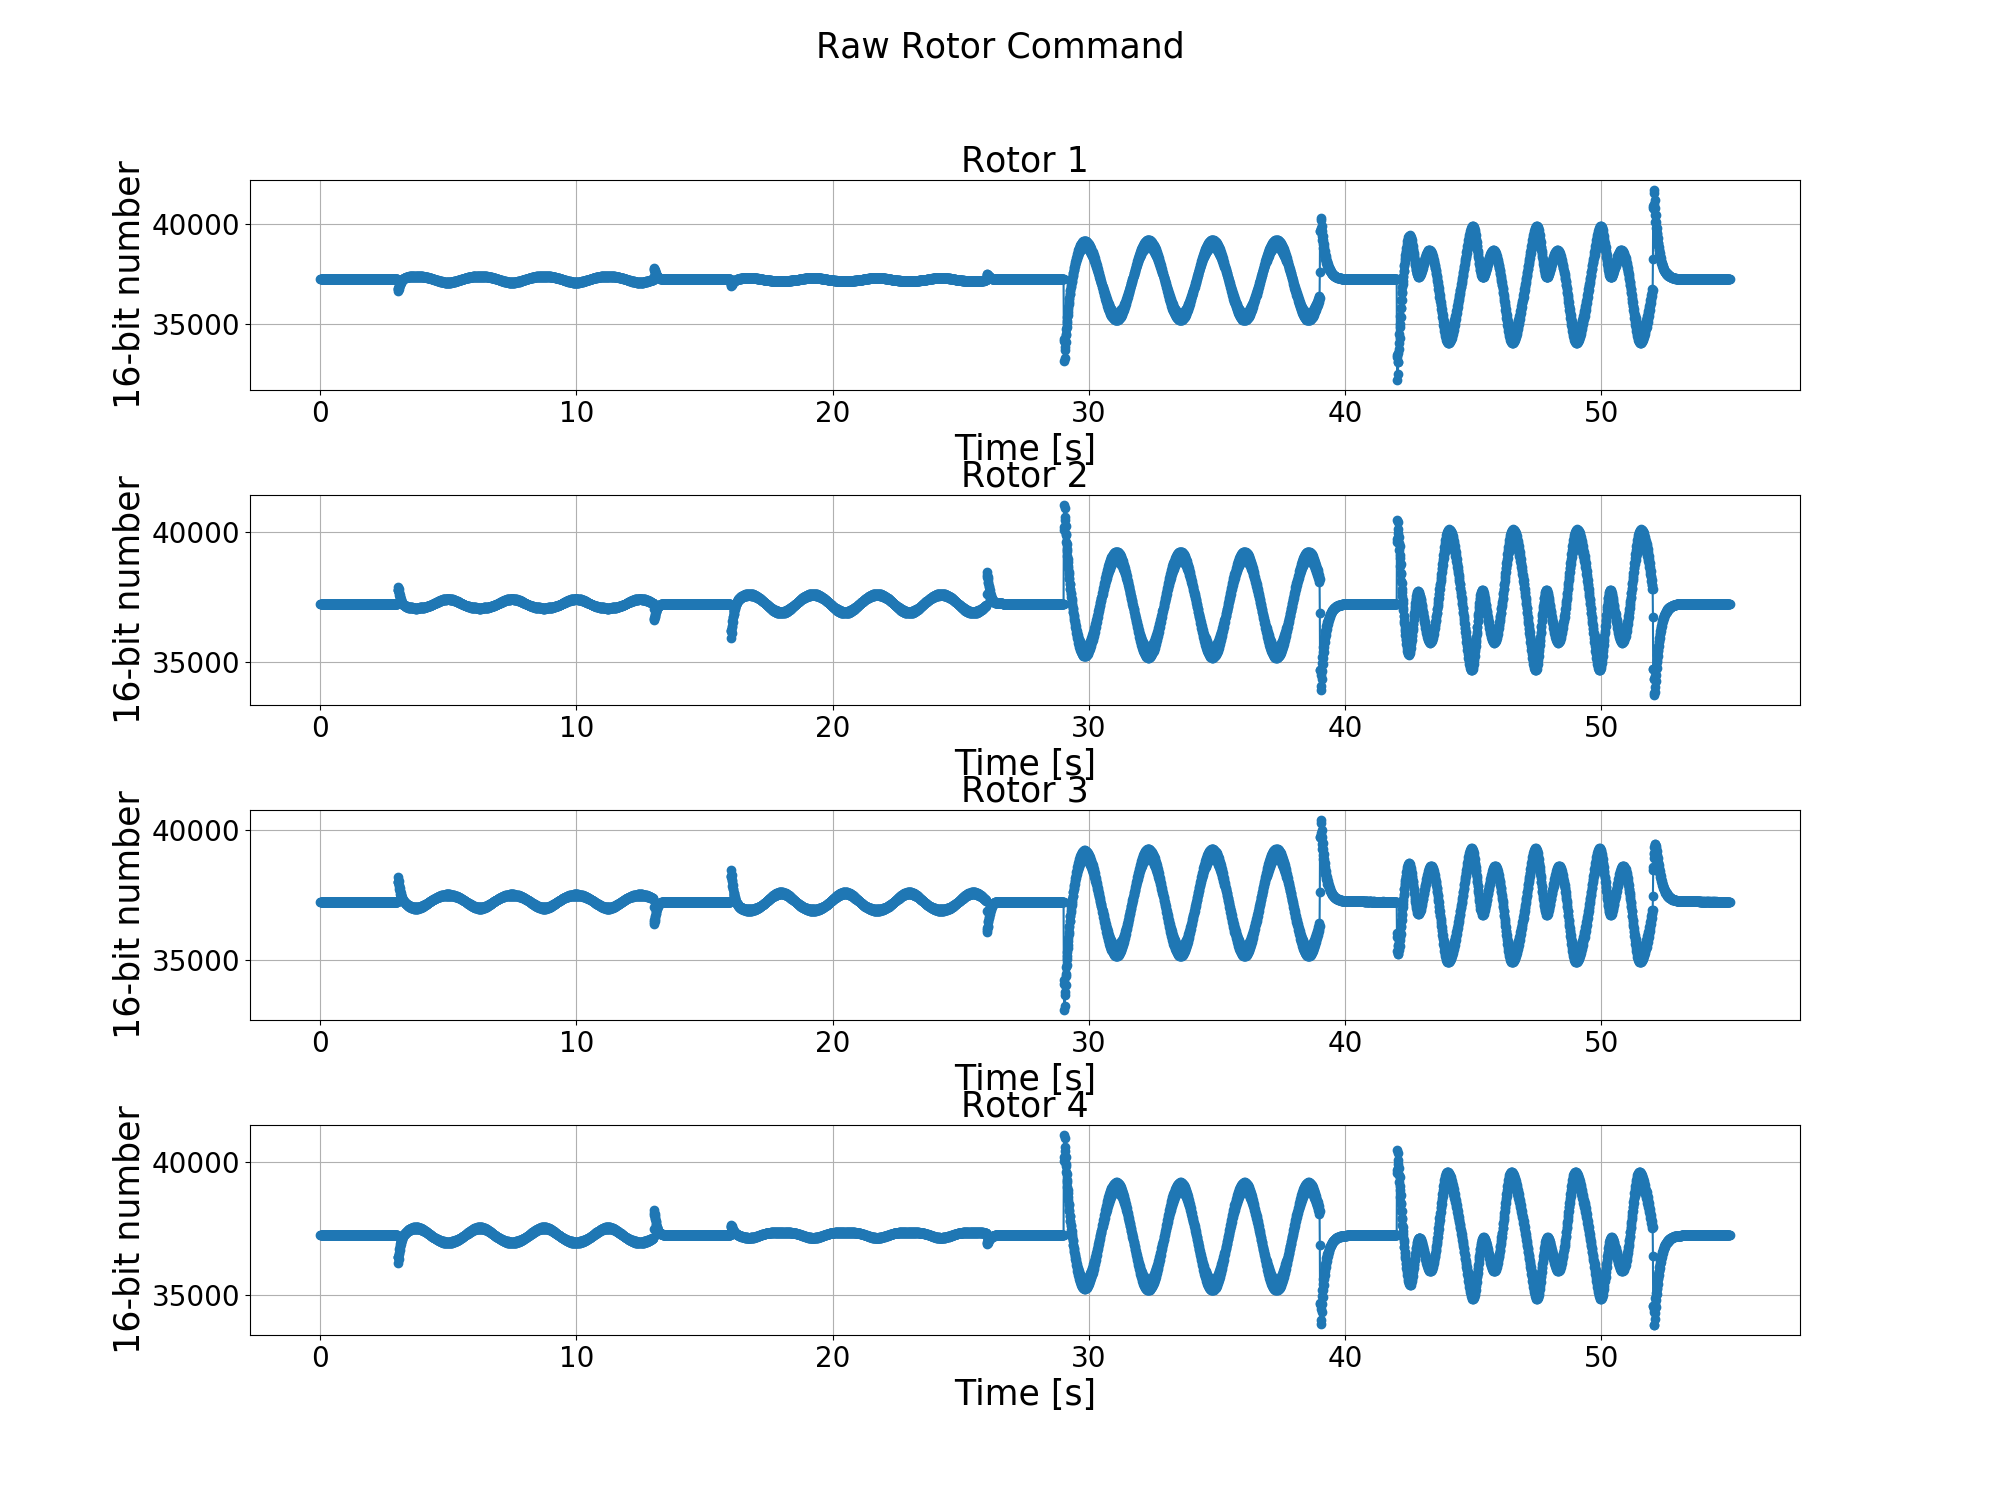 Raw Rotor Command
Rotor 1
16-bit number
40000
35000
0 10 20 30 40 50
Time [s]
Rotor 2
16-bit number
40000
35000
0 10 20 30 40 50
Time [s]
Rotor 3
16-bit number
40000
35000
0 10 20 30 40 50
Time [s]
Rotor 4
16-bit number
40000
35000
0 10 20 30 40 50
Time [s]